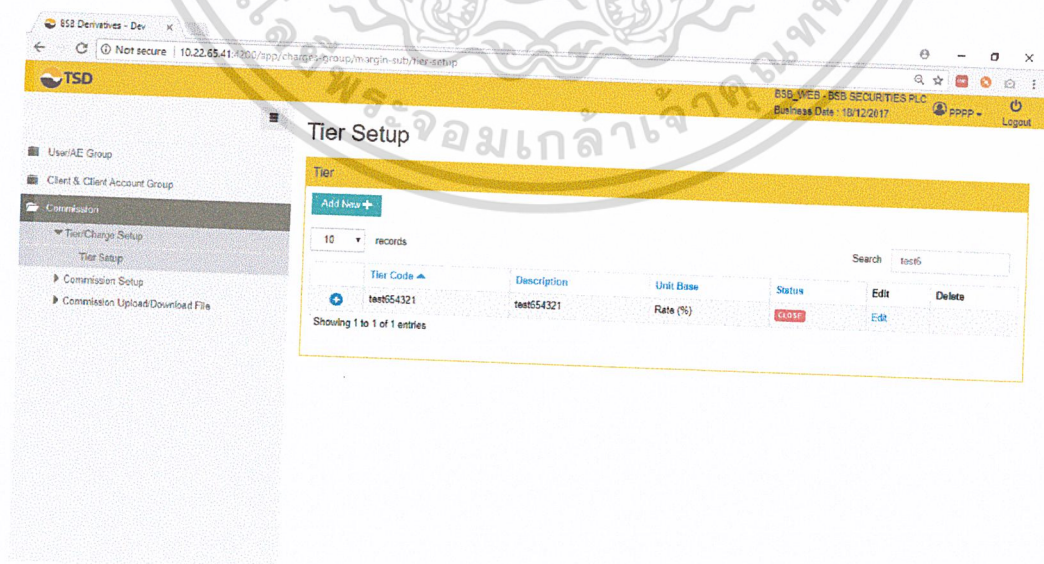 BSB Derivatives - Dev
Not secure 10.22.65.41:4200/app/charges-group/margin-sub/tier-setup
TSD
BSB_WEB - BSB SECURITIES PLC
Business Date : 18/12/2017
PPPP
Logout
User/AE Group
Client & Client Account Group
Commission
Tier/Charge Setup
Tier Setup
Commission Setup
Commission Upload/Download File
Tier Setup
Tier
Add New +
10 records
Search test6
Tier Code Description Unit Base Status Edit Delete
test654321 test654321 Rate (%) CLOSE Edit
Showing 1 to 1 of 1 entries